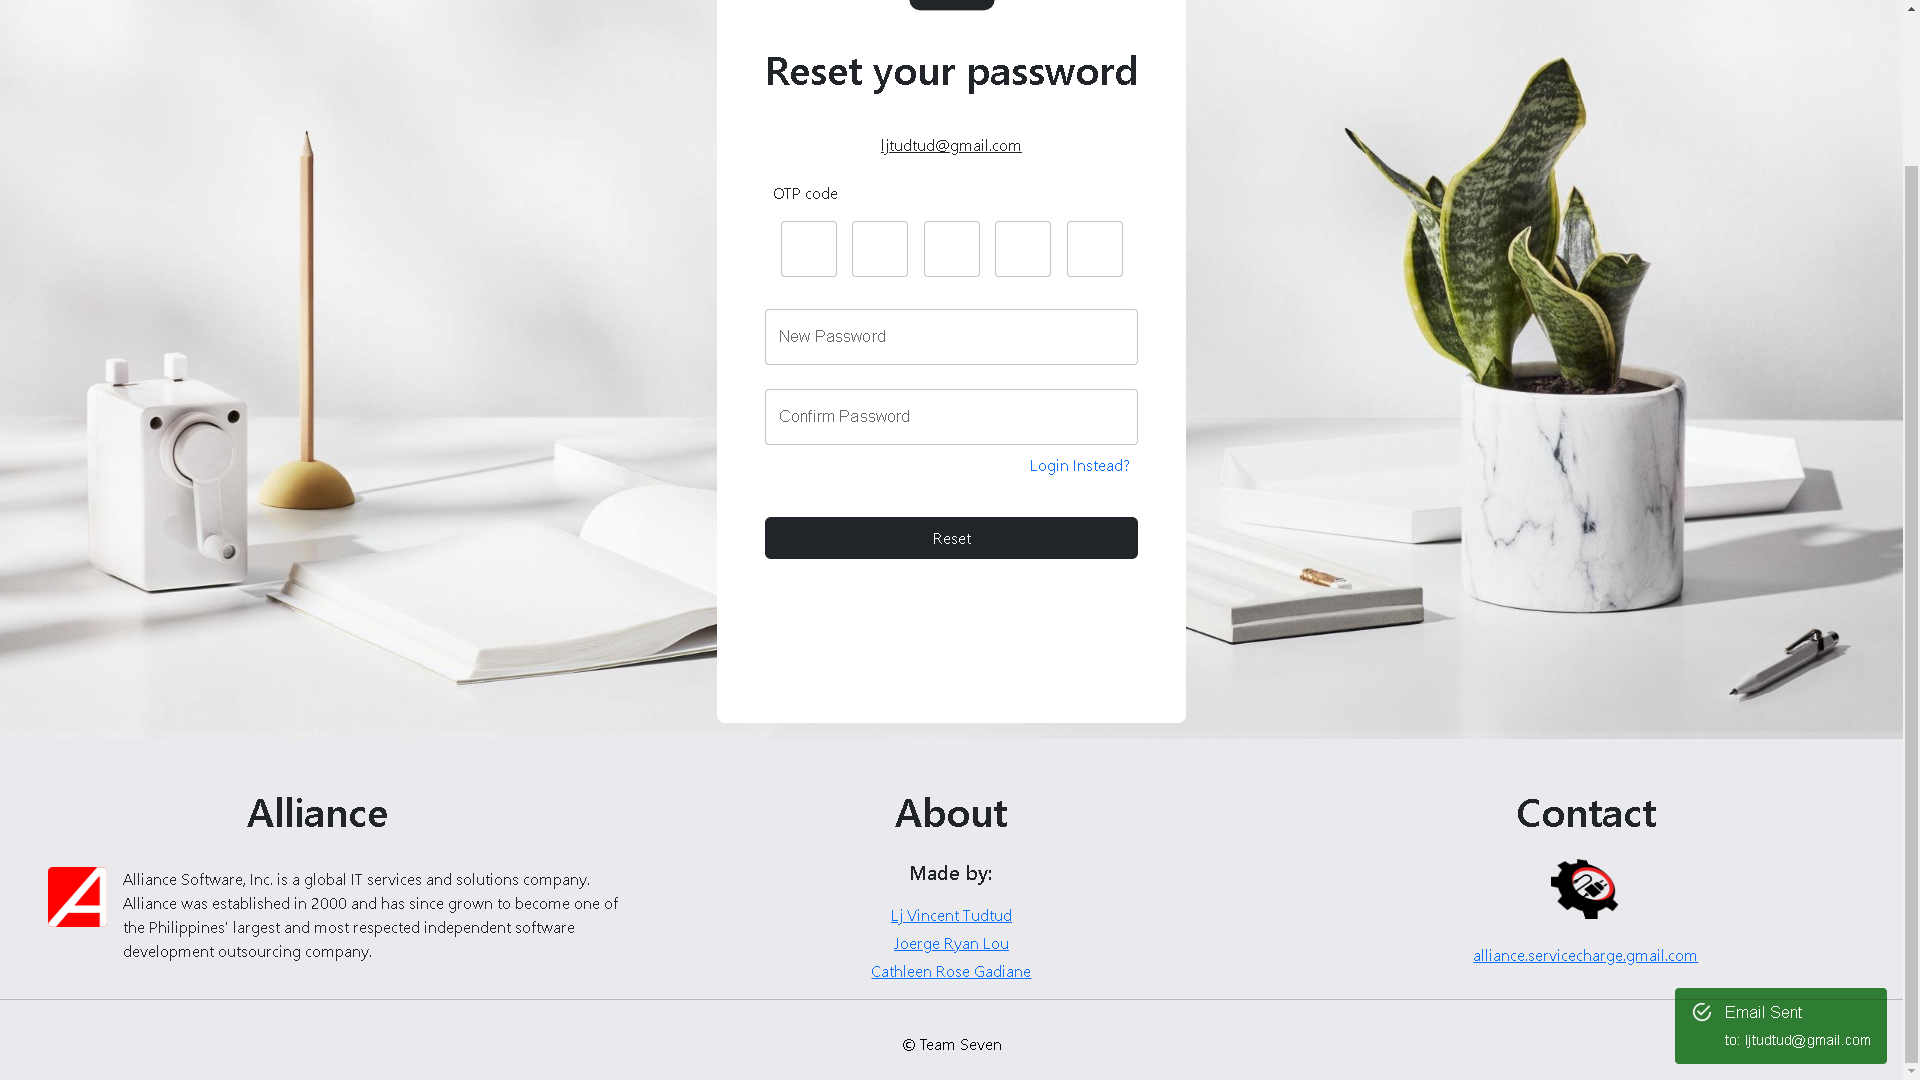 Reset your password
ljtudtud@gmail.com
OTP code
New Password
Confirm Password
Login Instead?
Reset
Alliance
Alliance Software, Inc. is a global IT services and solutions company.
Alliance was established in 2000 and has since grown to become one of
the Philippines' largest and most respected independent software
development outsourcing company.
About
Made by:
Lj Vincent Tudtud
Joerge Ryan Lou
Cathleen Rose Gadiane
Contact
alliance.servicecharge.gmail.com
© Team Seven
Email Sent
to: ljtudtud@gmail.com